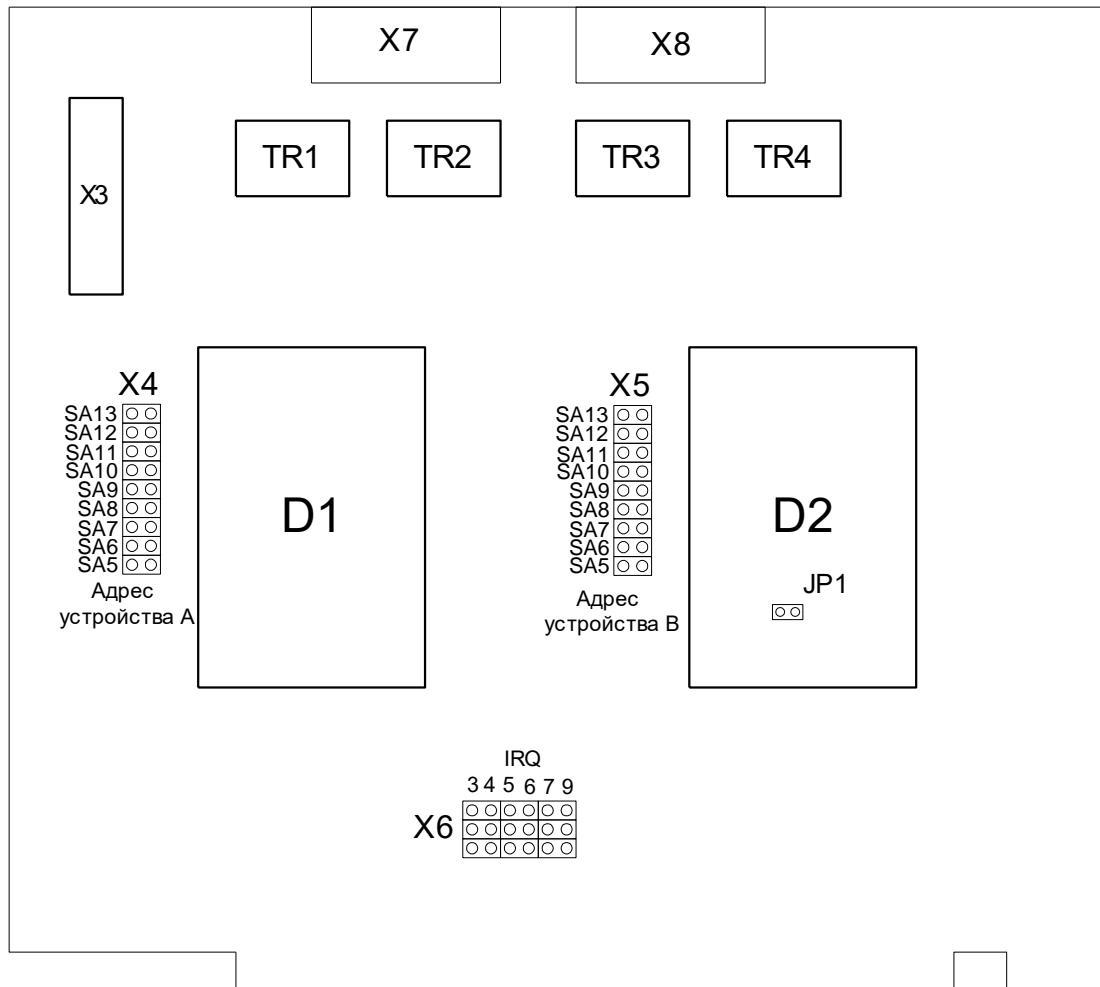 X7
X8
TR1
TR2
TR3
TR4
X3
X4
SA13
SA12
SA11
SA10
SA9
SA8
SA7
SA6
SA5
Адрес
устройства A
D1
X5
SA13
SA12
SA11
SA10
SA9
SA8
SA7
SA6
SA5
Адрес
устройства B
D2
JP1
IRQ
3 4 5 6 7 9
X6